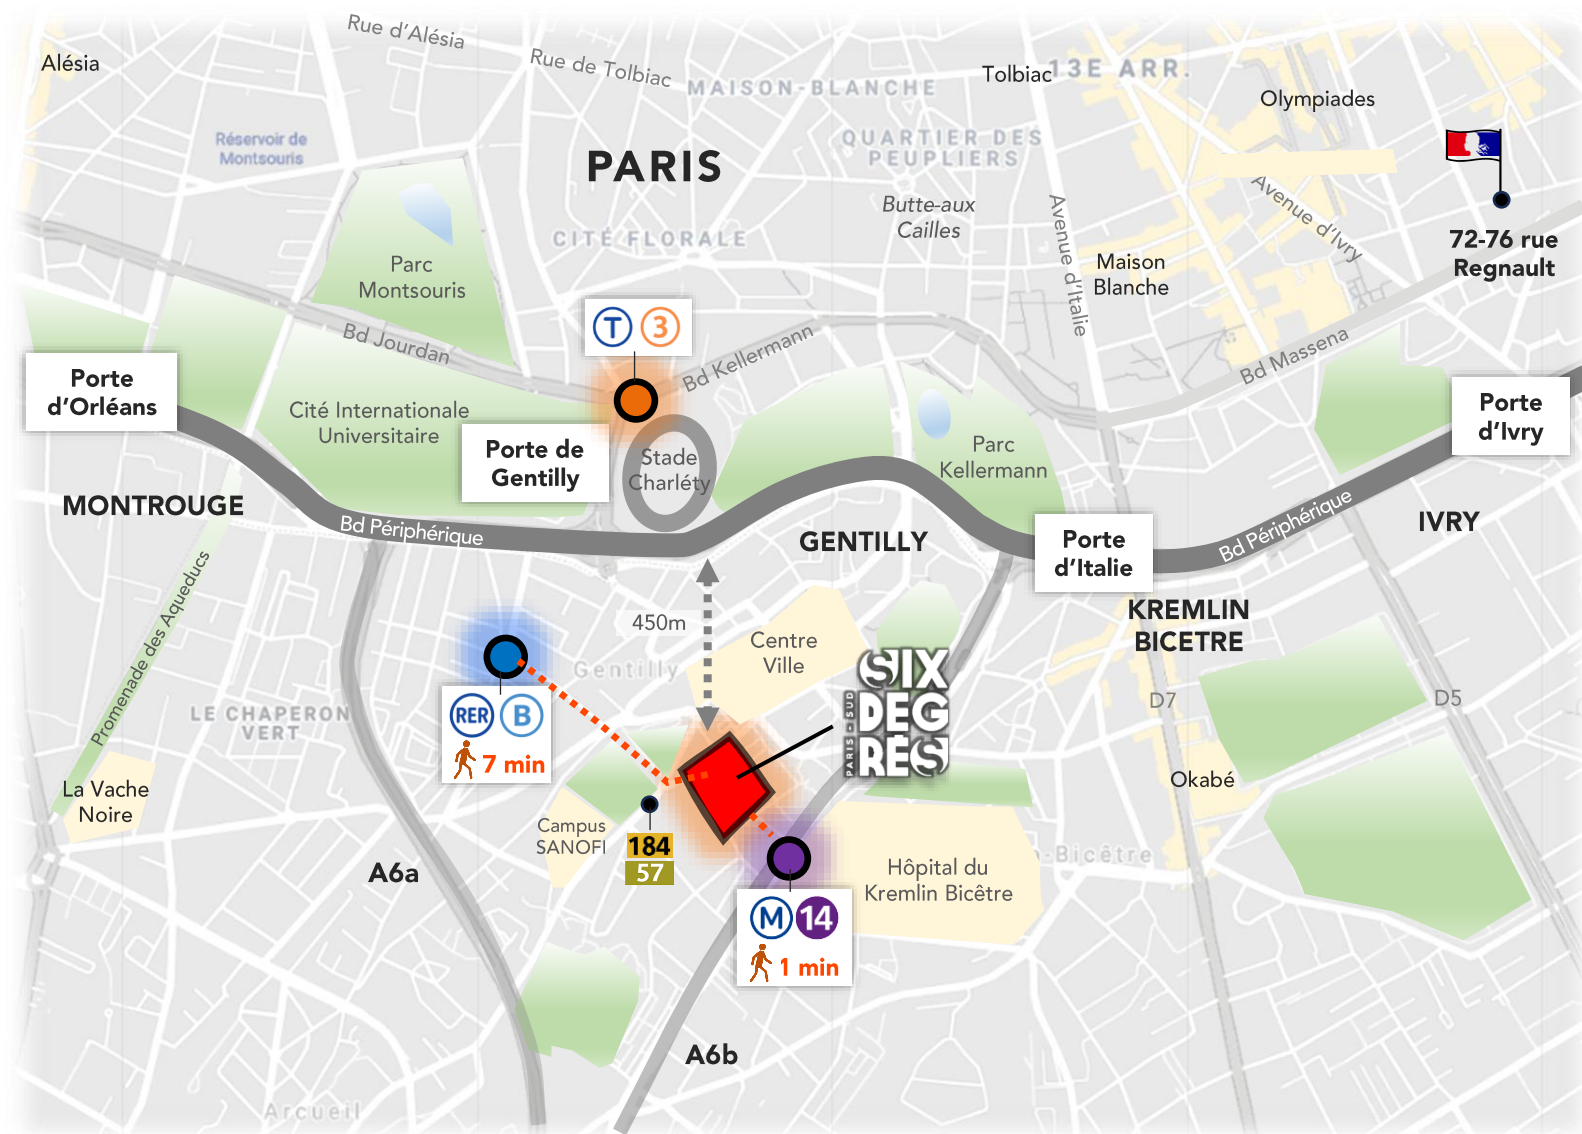 Rue d'Alésia
Rue de Tolbiac
Alésia
MAISON-BLANCHE
Tolbiac
13E ARR.
Olympiades
Réservoir de
Montsouris
PARIS
QUARTIER DES
PEUPLIERS
Butte-aux
Cailles
Avenue d'Ivry
Avenue d'Italie
72-76 rue
Regnault
CITÉ FLORALE
Parc
Montsouris
Maison
Blanche
T 3
Bd Jourdan
Bd Kellermann
Bd Massena
Porte
d'Orléans
Cité Internationale
Universitaire
Porte de
Gentilly
Stade
Charléty
Parc
Kellermann
Porte
d'Ivry
MONTROUGE
Bd Périphérique
GENTILLY
Porte
d'Italie
Bd Périphérique
IVRY
Promenade des Aqueducs
450m
Centre
Ville
KREMLIN
BICETRE
Gentilly
SIX
DEG
RÉS
PARIS - SUD
D7
D5
RER B
7 min
LE CHAPERON
VERT
La Vache
Noire
Okabé
Campus
SANOFI
184
57
A6a
Hôpital du
Kremlin Bicêtre
n-Bicêtre
M 14
1 min
A6b
Arcueil